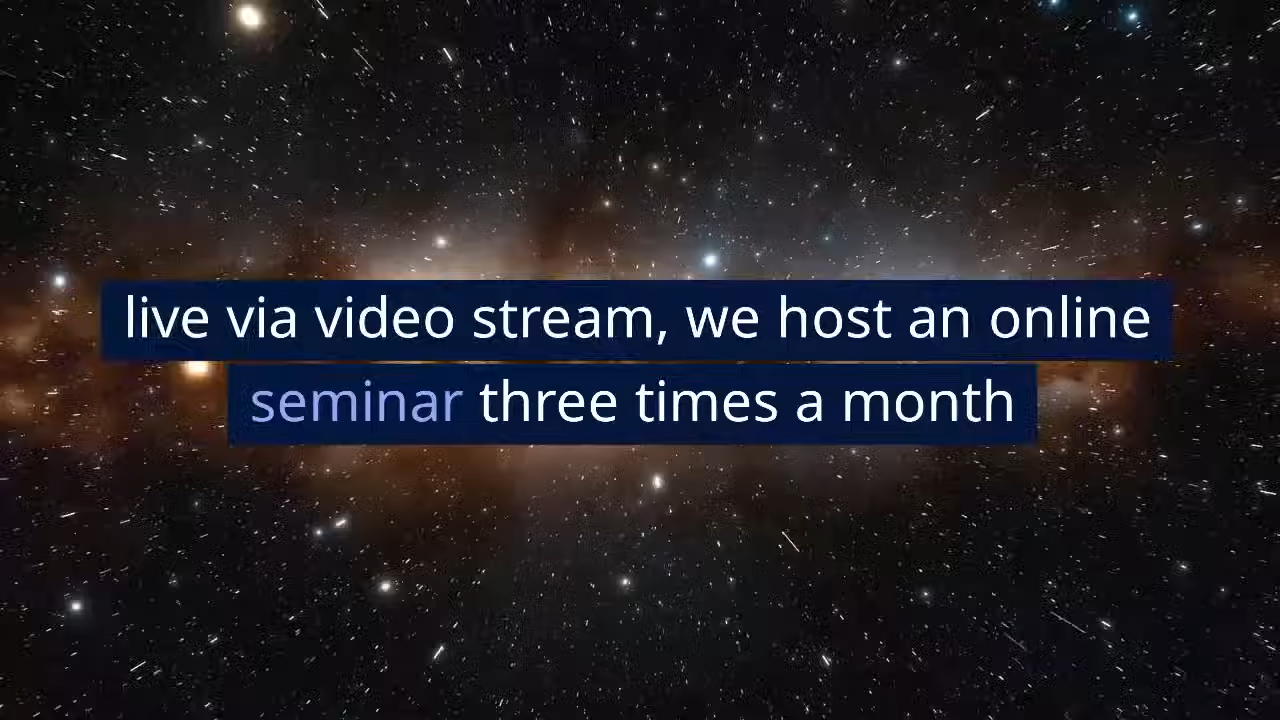 live via video stream, we host an online
seminar three times a month